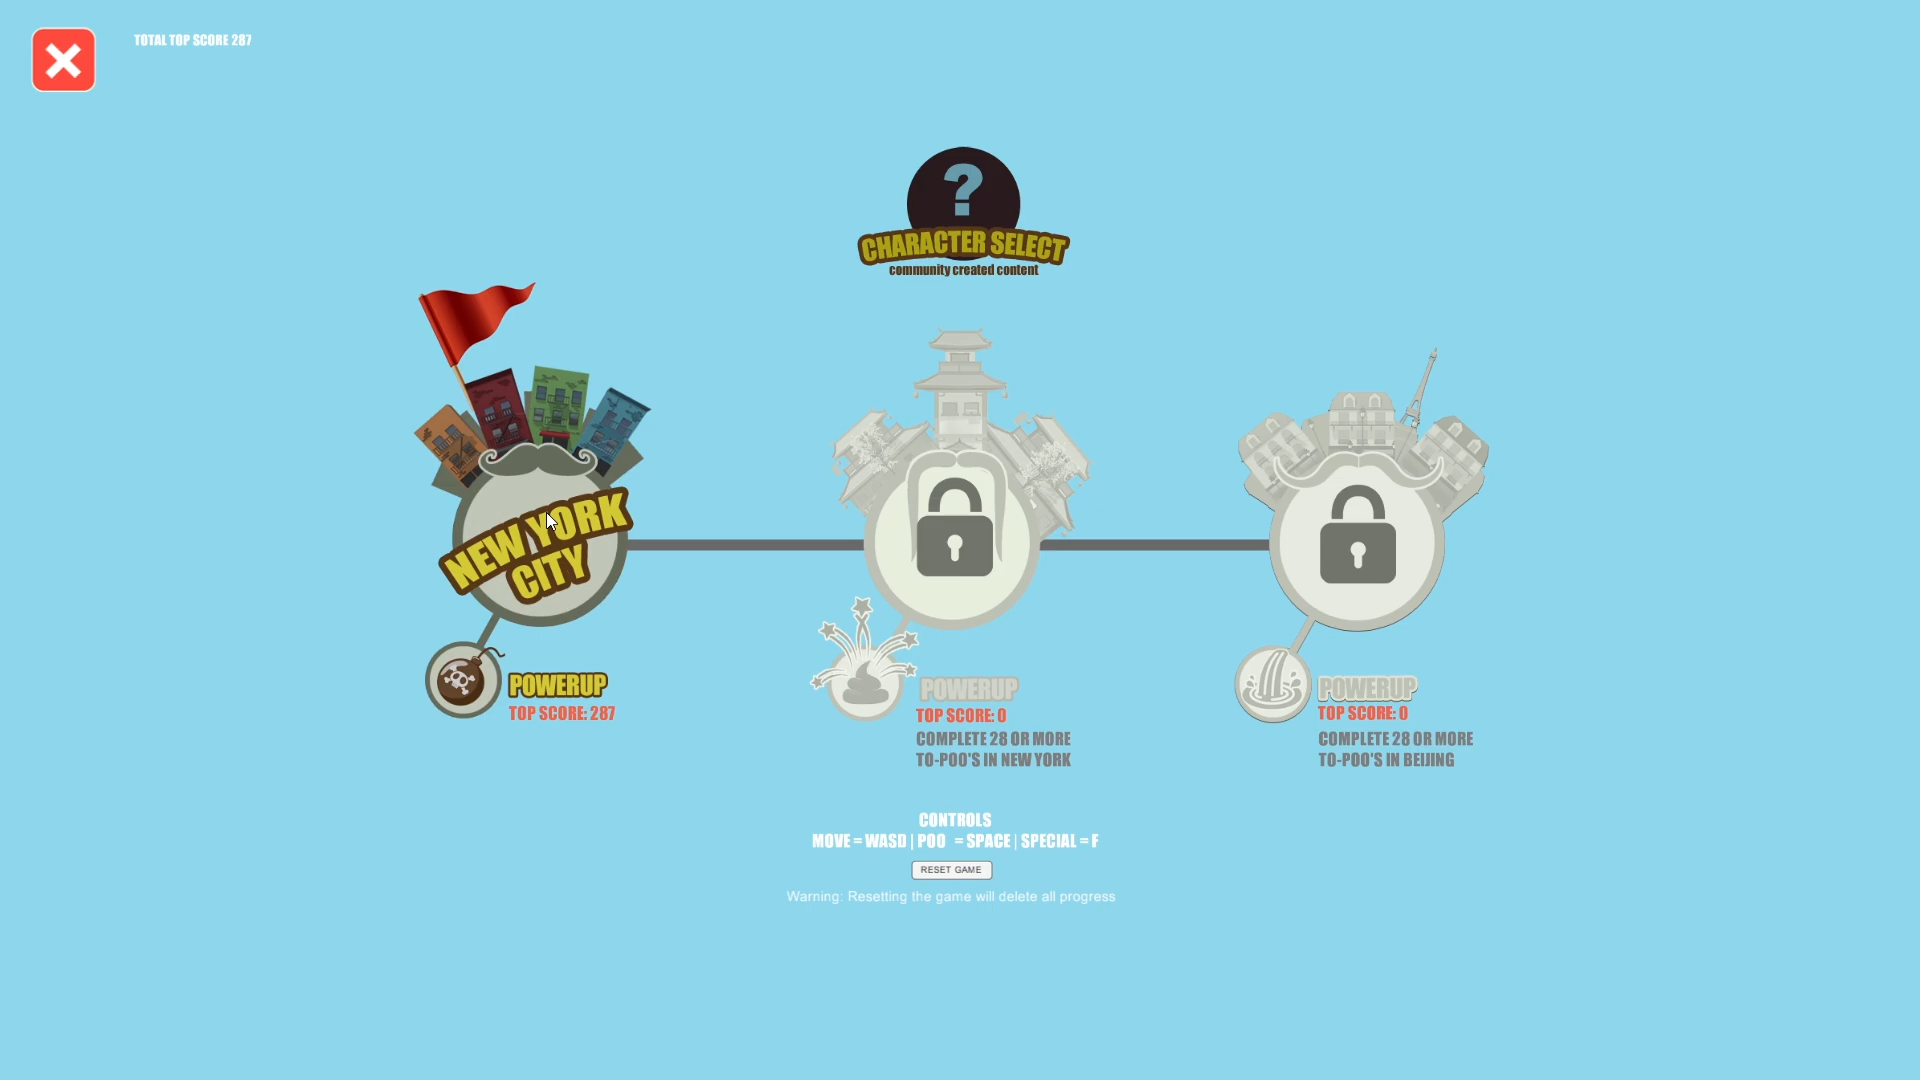 TOTAL TOP SCORE 287
?
CHARACTER SELECT
community created content
NEW YORK
CITY
POWERUP
TOP SCORE: 287
POWERUP
TOP SCORE: 0
COMPLETE 28 OR MORE
TO-POO'S IN NEW YORK
POWERUP
TOP SCORE: 0
COMPLETE 28 OR MORE
TO-POO'S IN BEIJING
CONTROLS
MOVE = WASD | POO = SPACE | SPECIAL = F
RESET GAME
Warning: Resetting the game will delete all progress